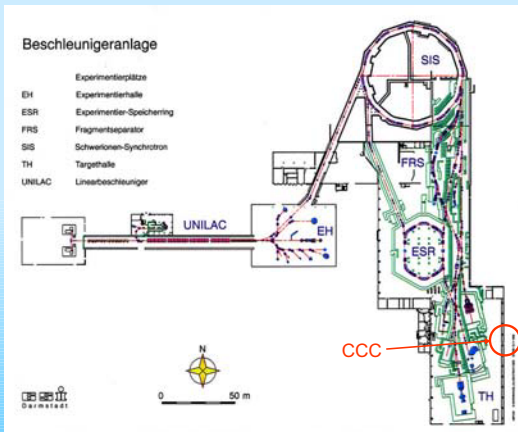 Beschleunigeranlage
Experimentierplätze
EH Experimentierhalle
ESR Experimentier-Speicherring
FRS Fragmentseparator
SIS Schwerionen-Synchrotron
TH Targethalle
UNILAC Linearbeschleuniger
SIS
FRS
UNILAC
EH
ESR
CCC
TH
N
0 50 m
GSI
Darmstadt